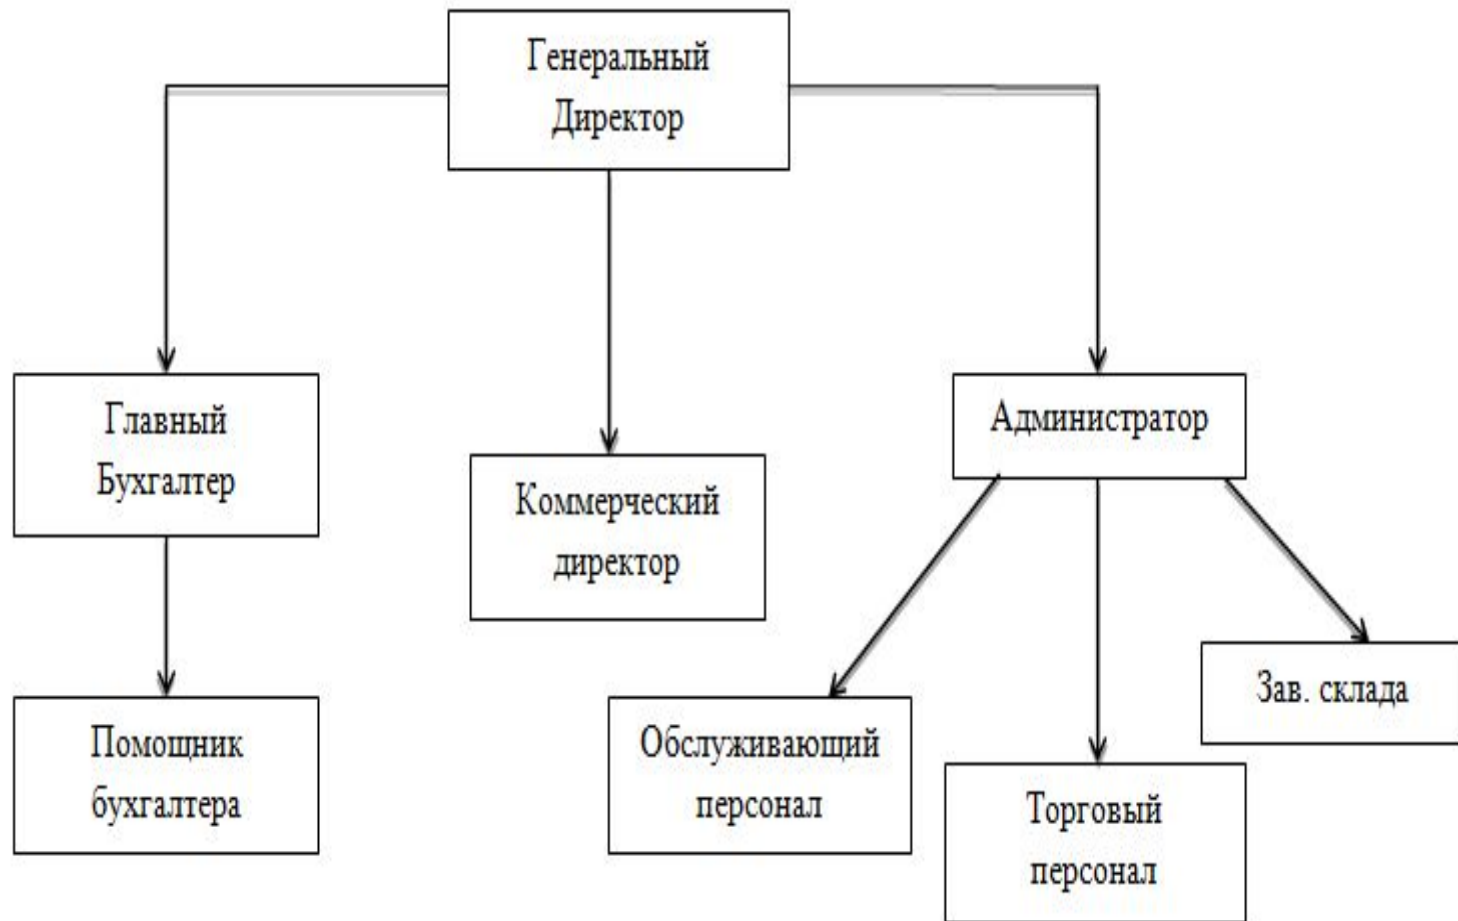 Генеральный
Директор
Главный
Бухгалтер
Коммерческий
директор
Администратор
Помощник
бухгалтера
Обслуживающий
персонал
Торговый
персонал
Зав. склада